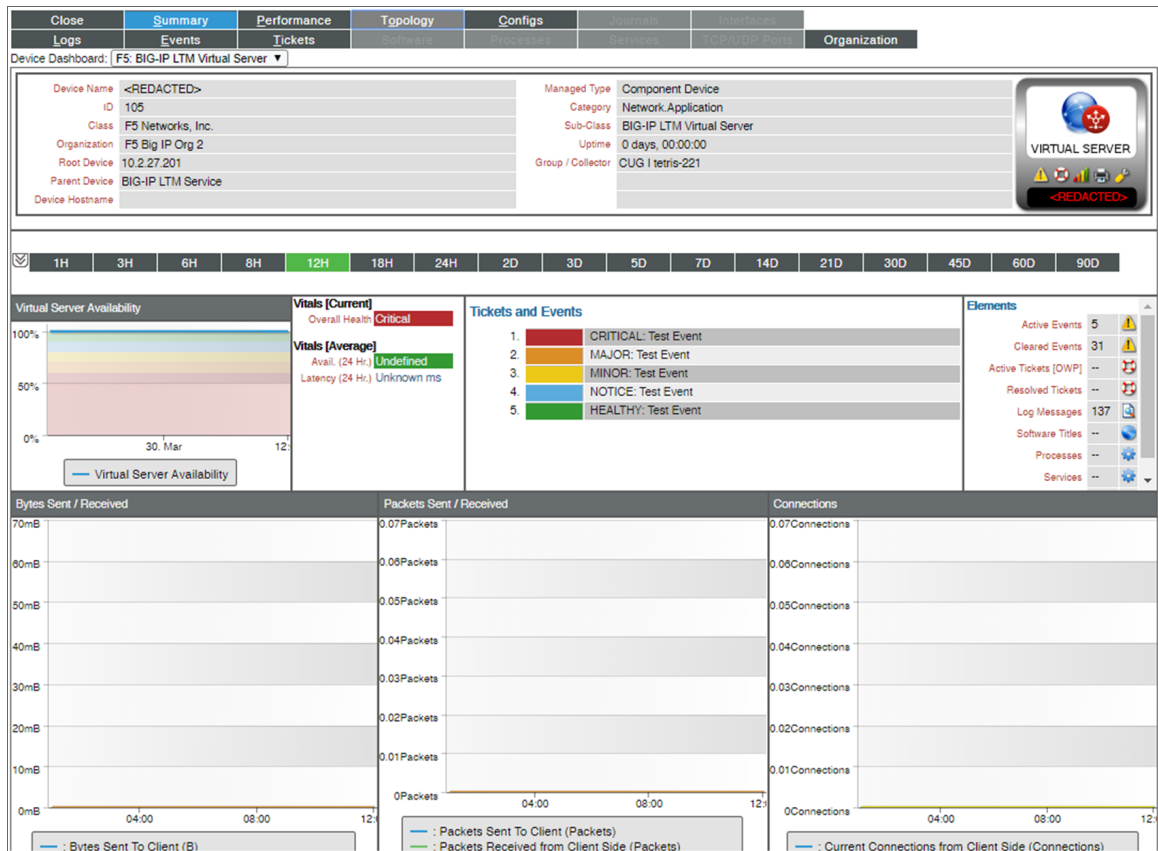 Close Summary Performance Topology Configs Journals Interfaces
Logs Events Tickets Software Processes Services TCP/UDP Ports Organization
Device Dashboard: F5: BIG-IP LTM Virtual Server ▼
Device Name <REDACTED> Managed Type Component Device
ID 105 Category Network.Application
Class F5 Networks, Inc. Sub-Class BIG-IP LTM Virtual Server
Organization F5 Big IP Org 2 Uptime 0 days, 00:00:00
Root Device 10.2.27.201 Group / Collector CUG I tetris-221
Parent Device BIG-IP LTM Service
Device Hostname
VIRTUAL SERVER
<REDACTED>
1H 3H 6H 8H 12H 18H 24H 2D 3D 5D 7D 14D 21D 30D 45D 60D 90D
Virtual Server Availability
100%
50%
0%
30. Mar 12:
Virtual Server Availability
Vitals [Current]
Overall Health Critical
Vitals [Average]
Avail. (24 Hr.) Undefined
Latency (24 Hr.) Unknown ms
Tickets and Events
1. CRITICAL: Test Event
2. MAJOR: Test Event
3. MINOR: Test Event
4. NOTICE: Test Event
5. HEALTHY: Test Event
Elements
Active Events 5
Cleared Events 31
Active Tickets [OWP] --
Resolved Tickets --
Log Messages 137
Software Titles --
Processes --
Services --
Bytes Sent / Received
70mB
60mB
50mB
40mB
30mB
20mB
10mB
0mB
04:00 08:00 12:
: Bytes Sent To Client (B)
Packets Sent / Received
0.07Packets
0.06Packets
0.05Packets
0.04Packets
0.03Packets
0.02Packets
0.01Packets
0Packets
04:00 08:00 12:
: Packets Sent To Client (Packets)
: Packets Received from Client Side (Packets)
Connections
0.07Connections
0.06Connections
0.05Connections
0.04Connections
0.03Connections
0.02Connections
0.01Connections
0Connections
04:00 08:00 12:
: Current Connections from Client Side (Connections)